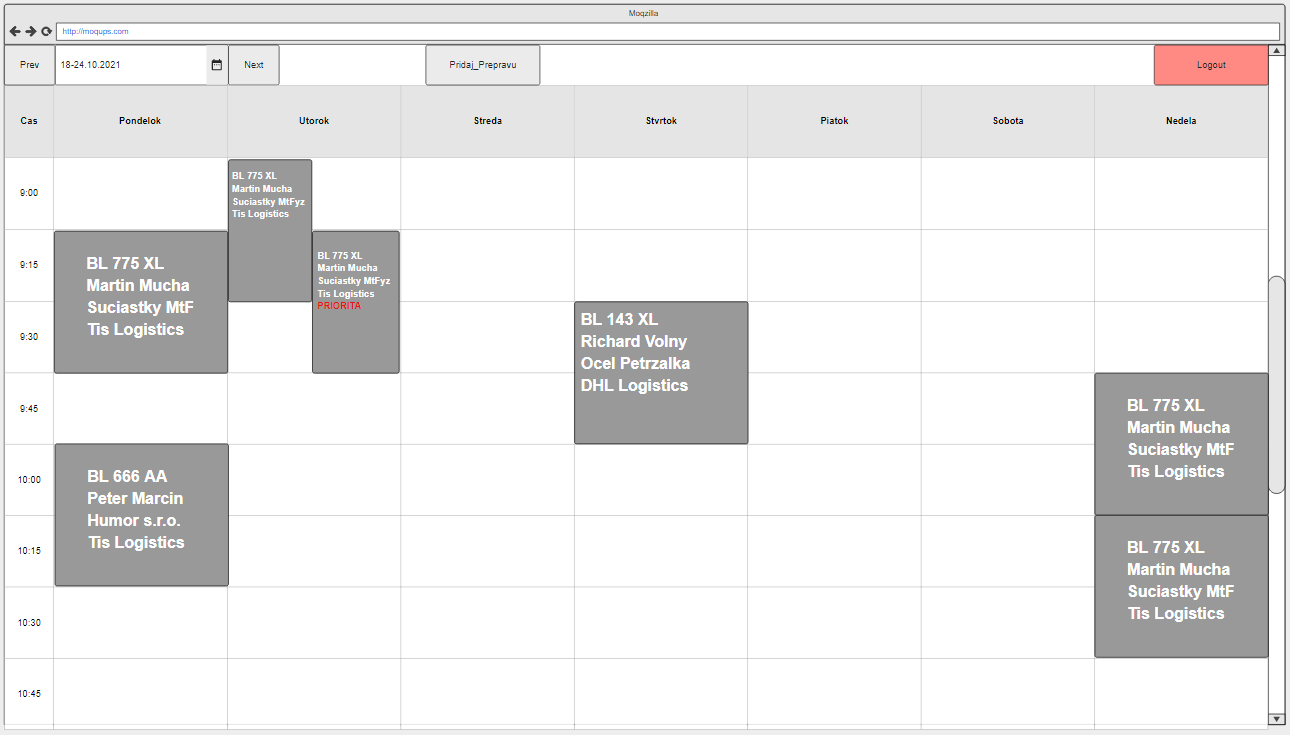 Moqzilla
http://moqups.com
Prev
18-24.10.2021
Next
Pridaj_Prepravu
Logout
Cas
Pondelok
Utorok
Streda
Stvrtok
Piatok
Sobota
Nedela
9:00
BL 775 XL
Martin Mucha
Suciastky MtFyz
Tis Logistics
9:15
BL 775 XL
Martin Mucha
Suciastky MtF
Tis Logistics
BL 775 XL
Martin Mucha
Suciastky MtFyz
Tis Logistics
PRIORITA
9:30
BL 143 XL
Richard Volny
Ocel Petrzalka
DHL Logistics
9:45
BL 775 XL
Martin Mucha
Suciastky MtF
Tis Logistics
10:00
BL 666 AA
Peter Marcin
Humor s.r.o.
Tis Logistics
10:15
BL 775 XL
Martin Mucha
Suciastky MtF
Tis Logistics
10:30
10:45